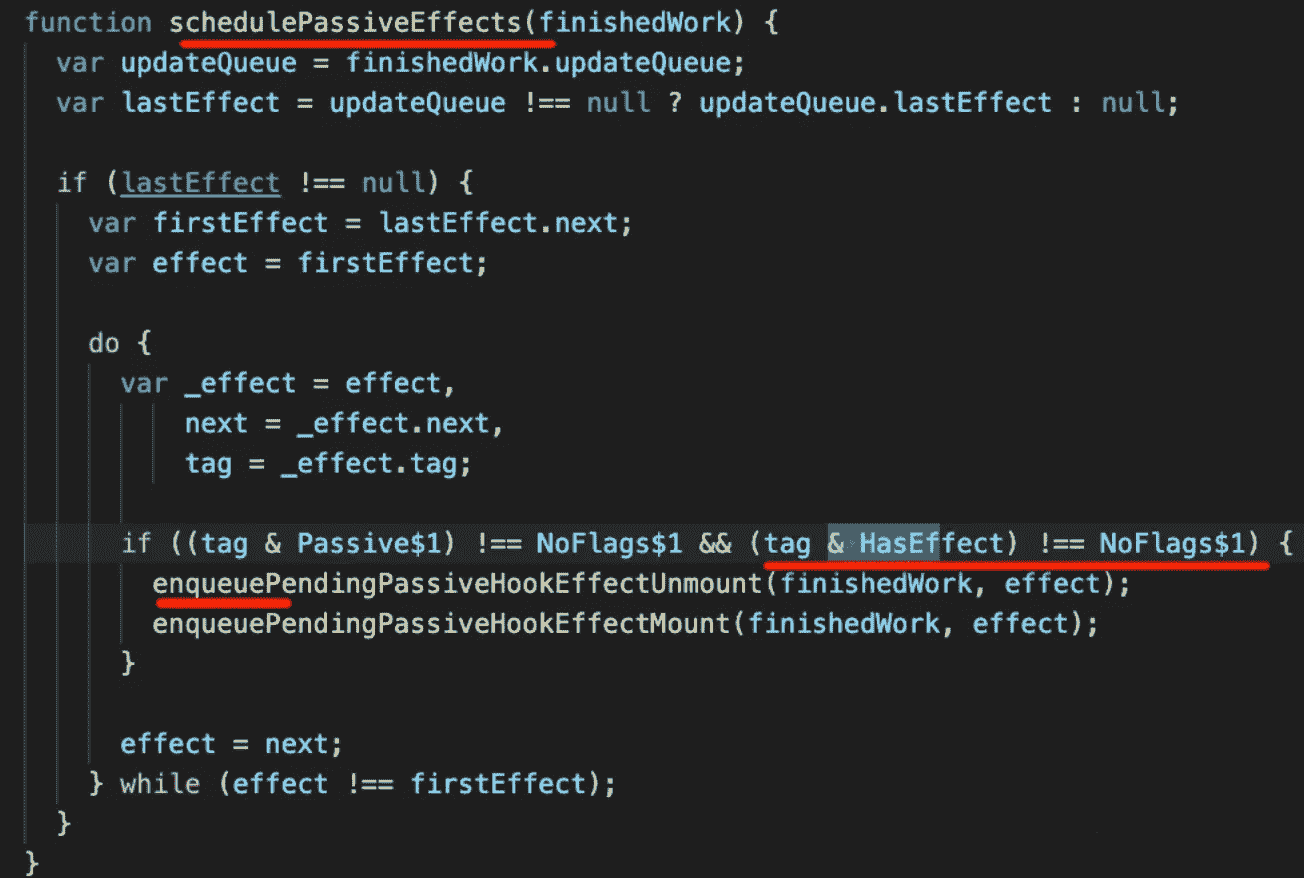 function schedulePassiveEffects(finishedWork) {
var updateQueue = finishedWork.updateQueue;
var lastEffect = updateQueue !== null ? updateQueue.lastEffect : null;
if (lastEffect !== null) {
var firstEffect = lastEffect.next;
var effect = firstEffect;
do {
var _effect = effect,
next = _effect.next,
tag = _effect.tag;
if ((tag & Passive$1) !== NoFlags$1 && (tag & HasEffect) !== NoFlags$1) {
enqueuePendingPassiveHookEffectUnmount(finishedWork, effect);
enqueuePendingPassiveHookEffectMount(finishedWork, effect);
}
effect = next;
} while (effect !== firstEffect);
}
}